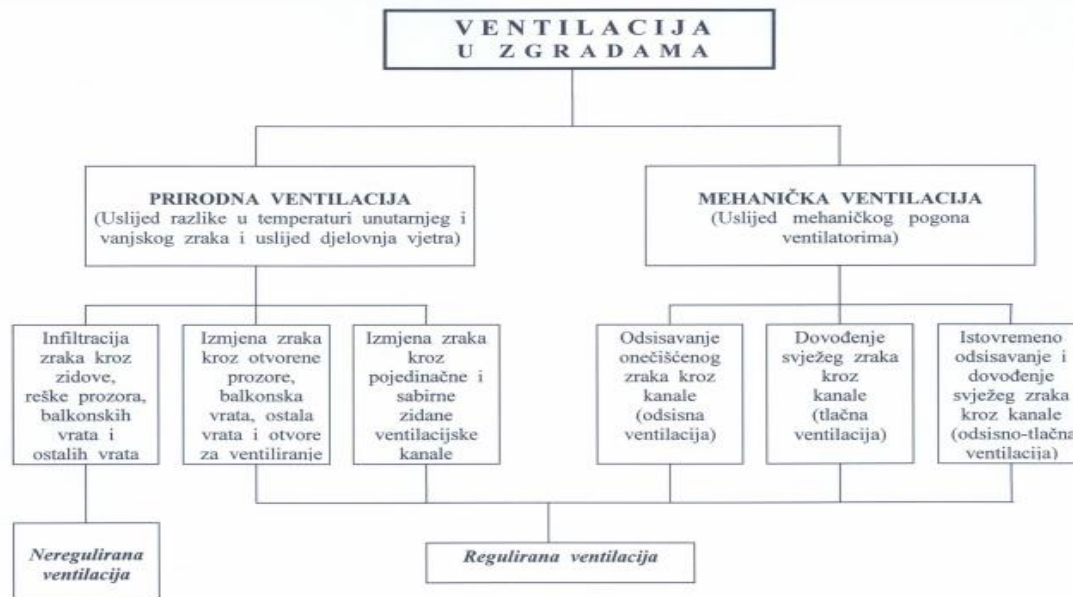 VENTILACIJA
U ZGRADAMA
PRIRODNA VENTILACIJA
(Uslijed razlike u temperaturi unutarnjeg i
vanjskog zraka i uslijed djelovnja vjetra)
MEHANIČKA VENTILACIJA
(Uslijed mehaničkog pogona
ventilatorima)
Infiltracija
zraka kroz
zidove,
reške prozora,
balkonskih
vrata i
ostalih vrata
Izmjena zraka
kroz otvorene
prozore,
balkonska
vrata, ostala
vrata i otvore
za ventiliranje
Izmjena zraka
kroz
pojedinačne i
sabirne
zidane
ventilacijske
kanale
Odsisavanje
onečišćenog
zraka kroz
kanale
(odsisna
ventilacija)
Dovođenje
svježeg zraka
kroz
kanale
(tlačna
ventilacija)
Istovremeno
odsisavanje i
dovođenje
svježeg zraka
kroz kanale
(odsisno-tlačna
ventilacija)
Neregulirana
ventilacija
Regulirana ventilacija